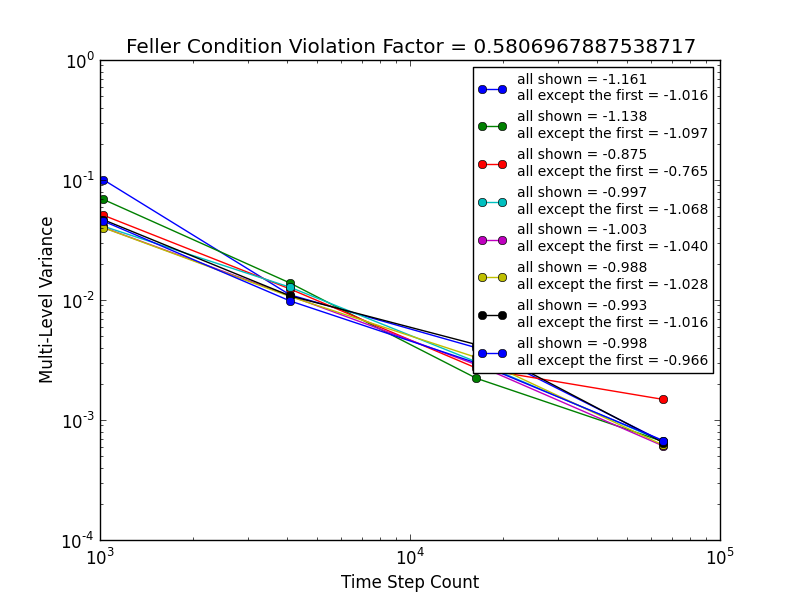 Feller Condition Violation Factor = 0.5806967887538717
10^0
10^-1
10^-2
10^-3
10^-4
Multi-Level Variance
all shown = -1.161
all except the first = -1.016
all shown = -1.138
all except the first = -1.097
all shown = -0.875
all except the first = -0.765
all shown = -0.997
all except the first = -1.068
all shown = -1.003
all except the first = -1.040
all shown = -0.988
all except the first = -1.028
all shown = -0.993
all except the first = -1.016
all shown = -0.998
all except the first = -0.966
10^3 10^4 10^5
Time Step Count